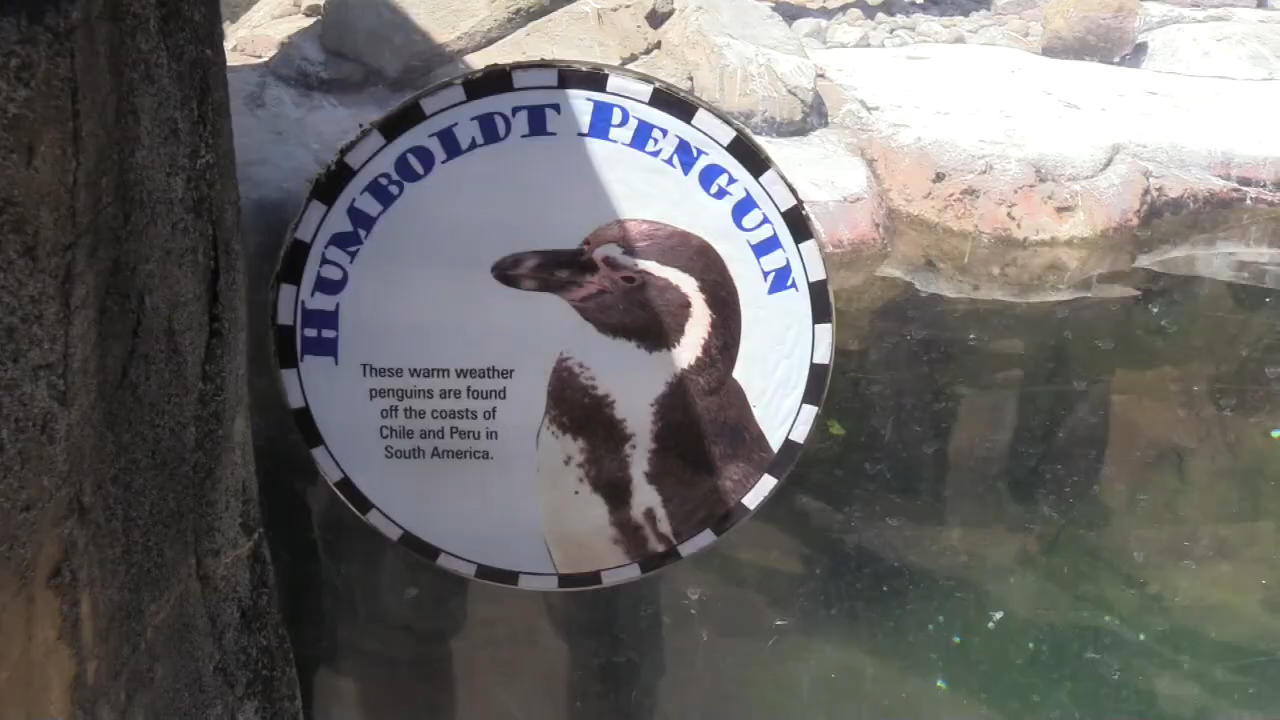 HUMBOLDT PENGUIN
These warm weather
penguins are found
off the coasts of
Chile and Peru in
South America.